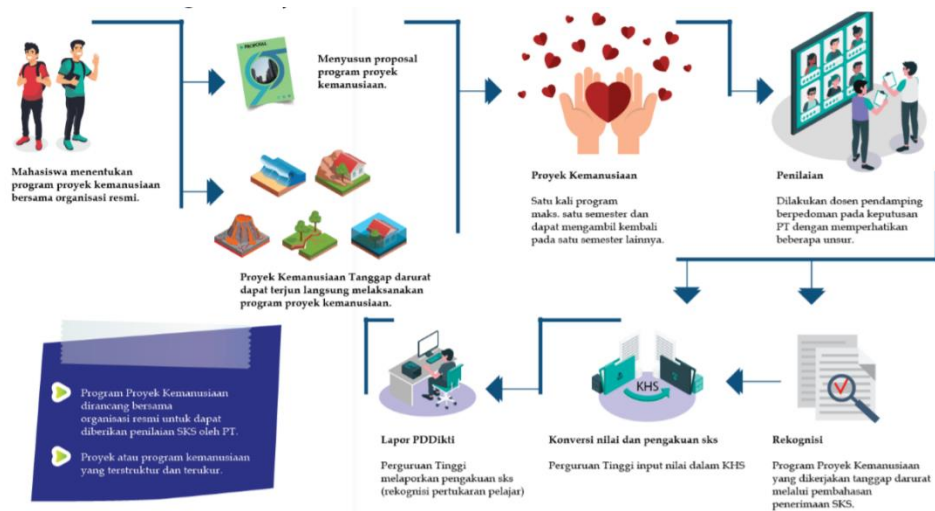 PROPOSAL
Menyusun proposal
program proyek
kemanusiaan.
Mahasiswa menentukan
program proyek kemanusiaan
bersama organisasi resmi.
Proyek Kemanusiaan Tanggap darurat
dapat terjun langsung melaksanakan
program proyek kemanusiaan.
Proyek Kemanusiaan
Satu kali program
maks. satu semester dan
dapat mengambil kembali
pada satu semester lainnya.
Penilaian
Dilakukan dosen pendamping
berpedoman pada keputusan
PT dengan memperhatikan
beberapa unsur.
Program Proyek Kemanusiaan
dirancang bersama
organisasi resmi untuk dapat
diberikan penilaian SKS oleh PT.
Proyek atau program kemanusiaan
yang terstruktur dan terukur.
Lapor PDDikti
Perguruan Tinggi
melaporkan pengakuan sks
(rekognisi pertukaran pelajar)
KHS
Konversi nilai dan pengakuan sks
Perguruan Tinggi input nilai dalam KHS
Rekognisi
Program Proyek Kemanusiaan
yang dikerjakan tanggap darurat
melalui pembahasan
penerimaan SKS.